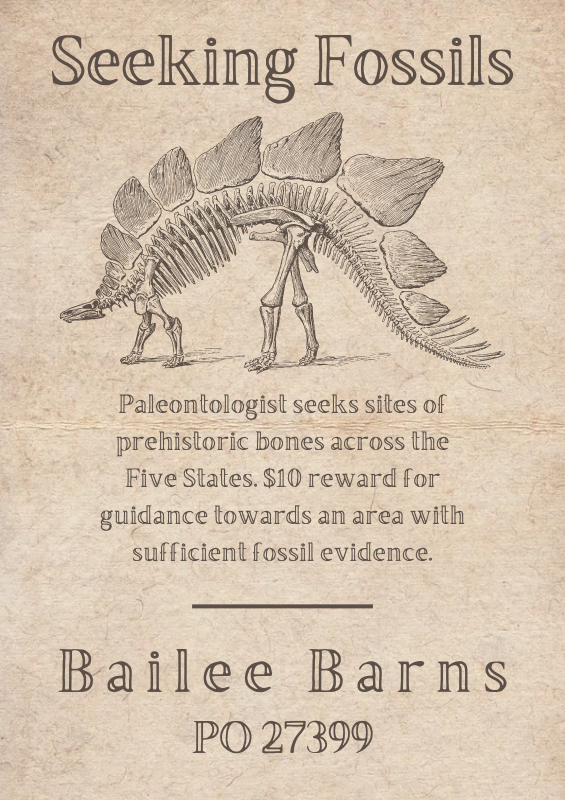 Seeking Fossils
Paleontologist seeks sites of
prehistoric bones across the
Five States. $10 reward for
guidance towards an area with
sufficient fossil evidence.
Bailee Barns
PO 27399